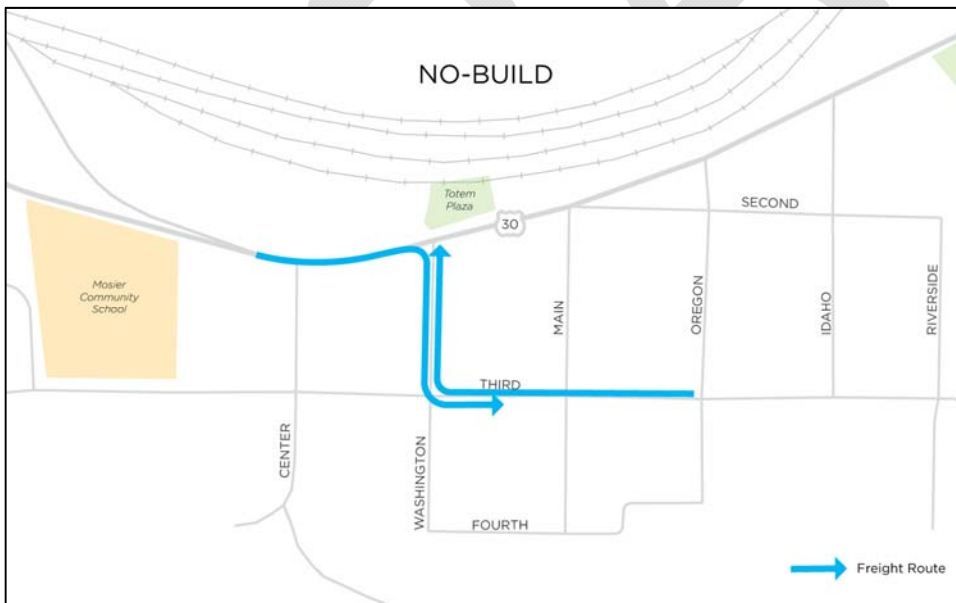 NO-BUILD
Totem
Plaza
30
SECOND
Mosier
Community
School
MAIN
OREGON
IDAHO
RIVERSIDE
THIRD
CENTER
WASHINGTON
FOURTH
Freight Route